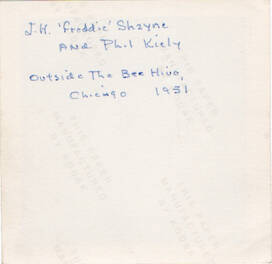 J.H. 'Freddie' Shayne
AND Phil Kiely
Outside The Bee Hive,
Chicago 1951